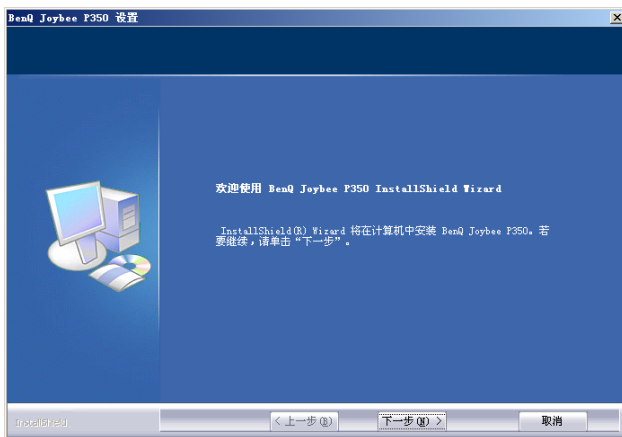 BenQ Joybee P350 设置
欢迎使用 BenQ Joybee P350 InstallShield Wizard
InstallShield(R) Wizard 将在计算机中安装 BenQ Joybee P350。若
要继续，请单击“下一步”。
InstallShield
< 上一步(B)
下一步(N) >
取消